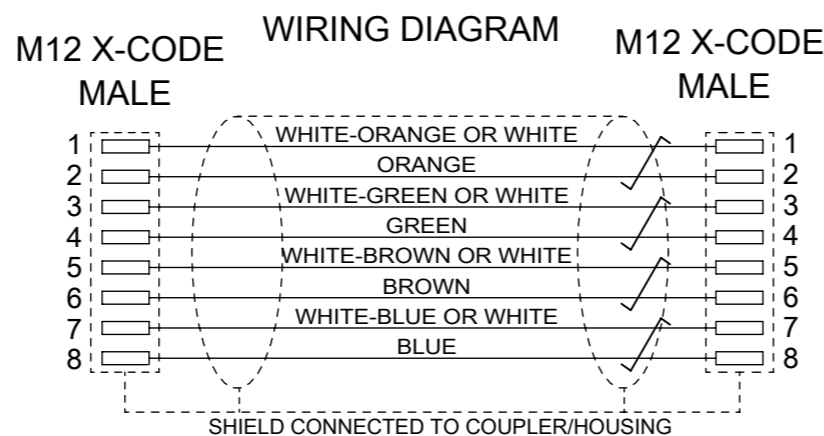 WIRING DIAGRAM
M12 X-CODE
MALE
M12 X-CODE
MALE
1 WHITE-ORANGE OR WHITE 1
2 ORANGE 2
3 WHITE-GREEN OR WHITE 3
4 GREEN 4
5 WHITE-BROWN OR WHITE 5
6 BROWN 6
7 WHITE-BLUE OR WHITE 7
8 BLUE 8
SHIELD CONNECTED TO COUPLER/HOUSING